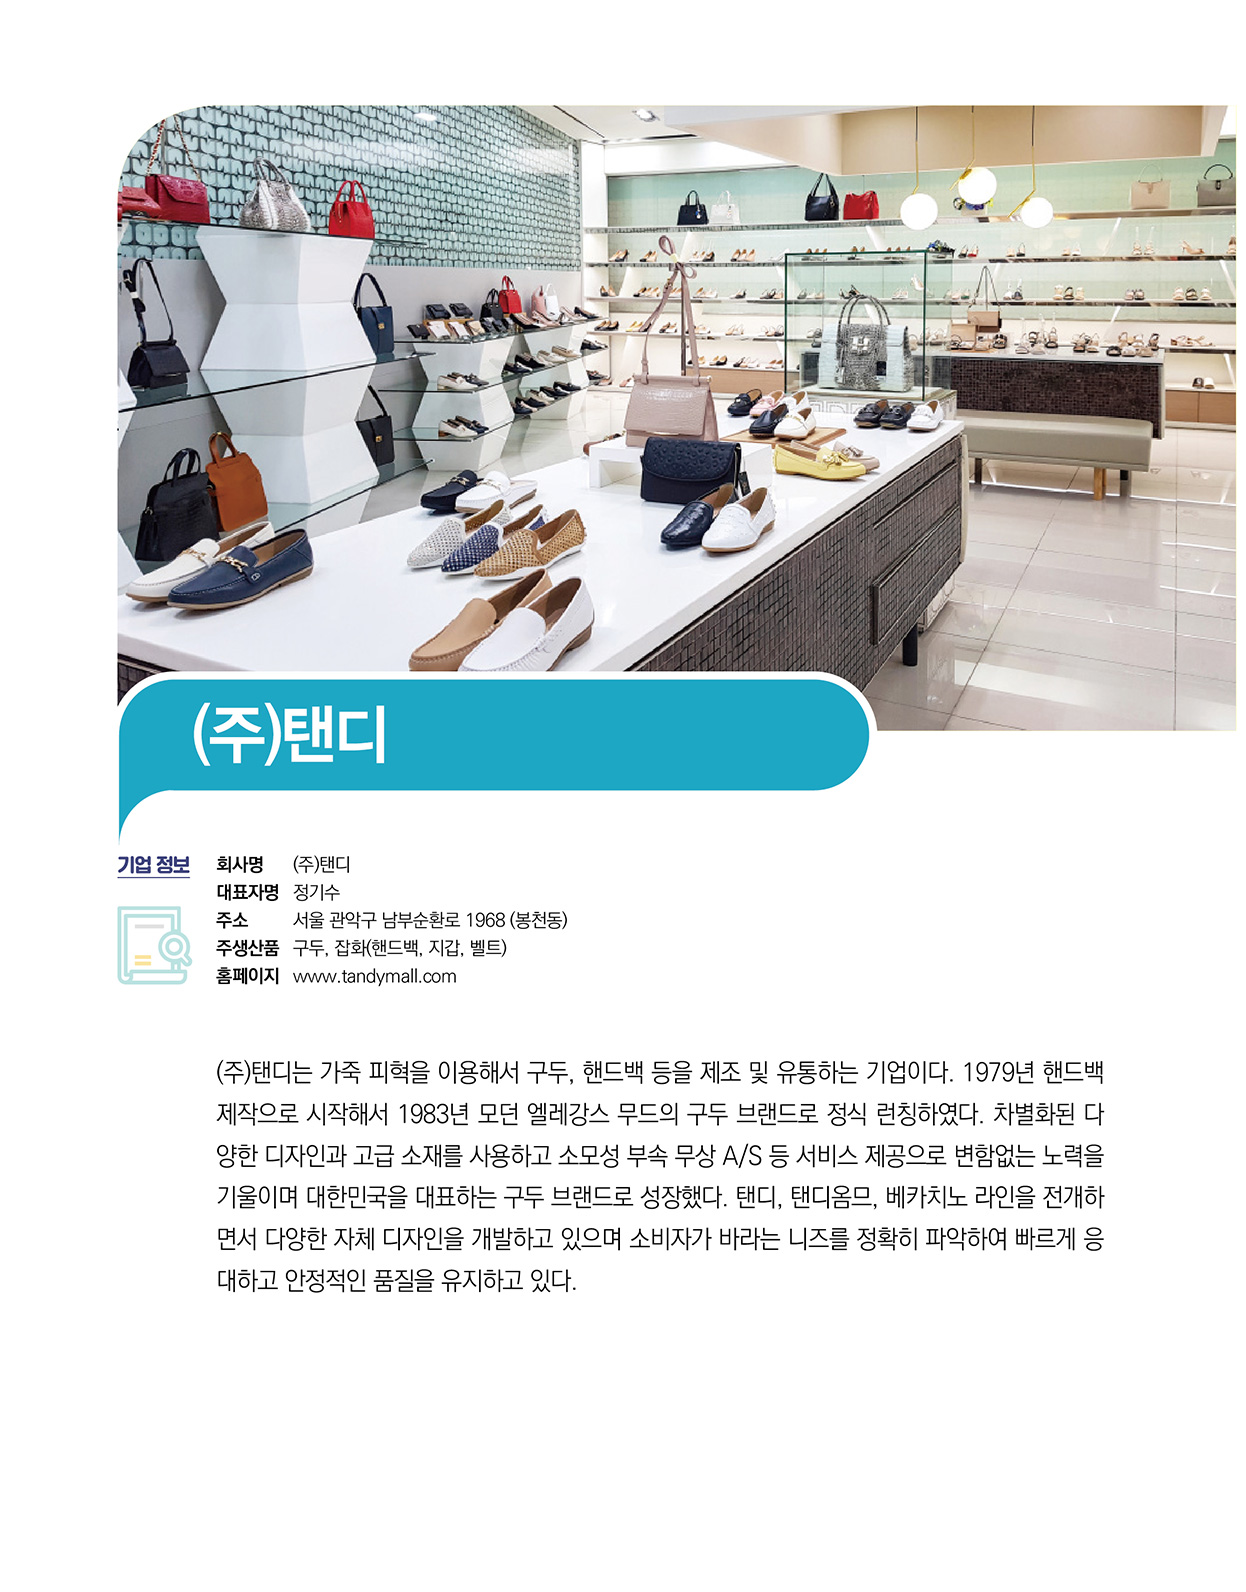 (주)탠디
기업 정보
회사명 (주)탠디
대표자명 정기수
주소 서울 관악구 남부순환로 1968 (봉천동)
주생산품 구두, 잡화(핸드백, 지갑, 벨트)
홈페이지 www.tandymall.com
(주)탠디는 가죽 피혁을 이용해서 구두, 핸드백 등을 제조 및 유통하는 기업이다. 1979년 핸드백
제작으로 시작해서 1983년 모던 엘레강스 무드의 구두 브랜드로 정식 런칭하였다. 차별화된 다
양한 디자인과 고급 소재를 사용하고 소모성 부속 무상 A/S 등 서비스 제공으로 변함없는 노력을
기울이며 대한민국을 대표하는 구두 브랜드로 성장했다. 탠디, 탠디옴므, 베카치노 라인을 전개하
면서 다양한 자체 디자인을 개발하고 있으며 소비자가 바라는 니즈를 정확히 파악하여 빠르게 응
대하고 안정적인 품질을 유지하고 있다.